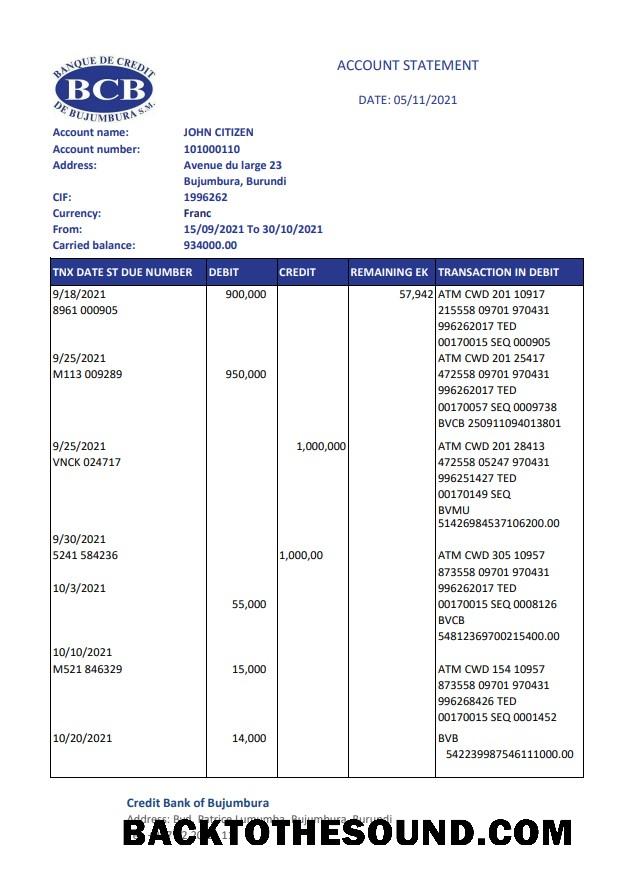 BANQUE DE CREDIT
BCB
DE BUJUMBURA S.M.
ACCOUNT STATEMENT
DATE: 05/11/2021
Account name: JOHN CITIZEN
Account number: 101000110
Address: Avenue du large 23
Bujumbura, Burundi
CIF: 1996262
Currency: Franc
From: 15/09/2021 To 30/10/2021
Carried balance: 934000.00
TNX DATE ST DUE NUMBER DEBIT CREDIT REMAINING EK TRANSACTION IN DEBIT
9/18/2021 900,000 57,942 ATM CWD 201 10917
8961 000905 215558 09701 970431
996262017 TED
00170015 SEQ 000905
9/25/2021 ATM CWD 201 25417
M113 009289 950,000 472558 09701 970431
996262017 TED
00170057 SEQ 0009738
BVCB 250911094013801
9/25/2021 1,000,000 ATM CWD 201 28413
VNCK 024717 472558 05247 970431
996251427 TED
00170149 SEQ
BVMU
51426984537106200.00
9/30/2021
5241 584236 1,000,00 ATM CWD 305 10957
873558 09701 970431
10/3/2021 996262017 TED
55,000 00170015 SEQ 0008126
BVCB
54812369700215400.00
10/10/2021
M521 846329 15,000 ATM CWD 154 10957
873558 09701 970431
996268426 TED
00170015 SEQ 0001452
10/20/2021 14,000 BVB
542239987546111000.00
Credit Bank of Bujumbura
Address: Bvd. Patrice Lumumba, Bujumbura, Burundi
BACKTOTHESOUND.COM